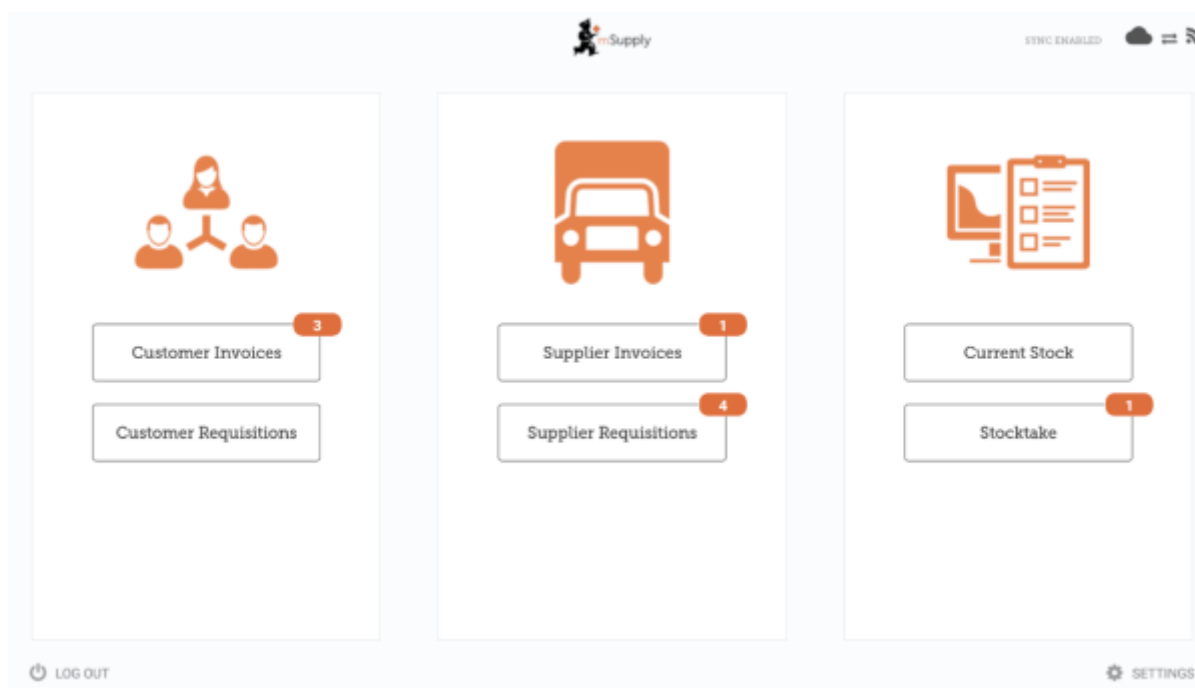 mSupply
SYNC ENABLED
3
Customer Invoices
Customer Requisitions
1
Supplier Invoices
4
Supplier Requisitions
Current Stock
1
Stocktake
LOG OUT
SETTINGS